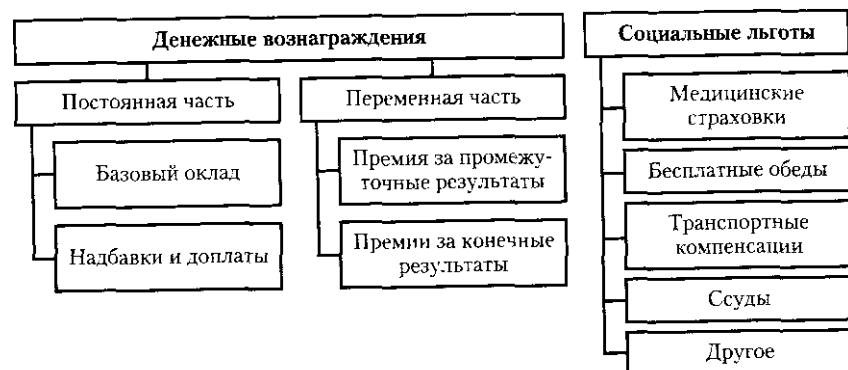 Денежные вознаграждения
Социальные льготы
Постоянная часть
Переменная часть
Базовый оклад
Надбавки и доплаты
Премия за промежу-
точные результаты
Премии за конечные
результаты
Медицинские
страховки
Бесплатные обеды
Транспортные
компенсации
Ссуды
Другое